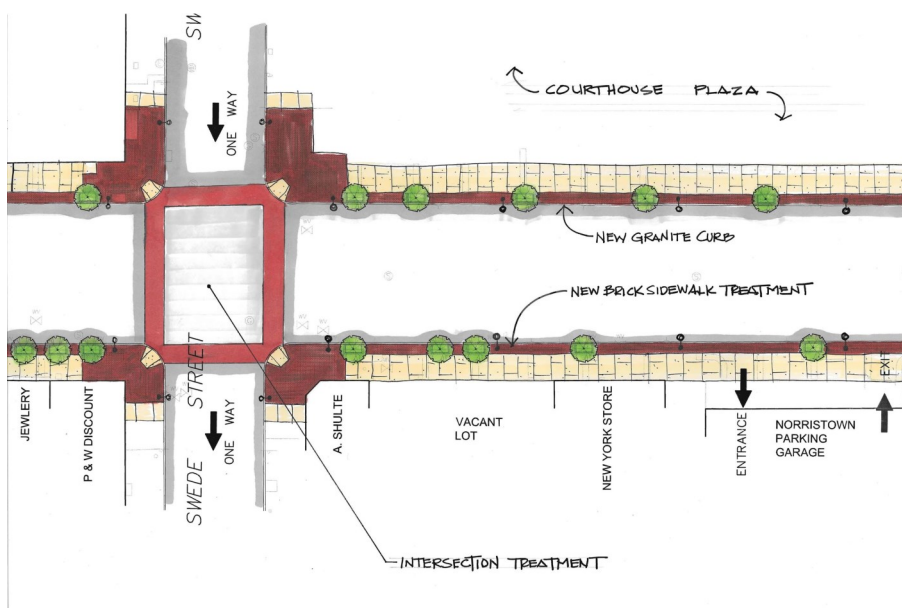 SW
ONE WAY
COURTHOUSE PLAZA
NEW GRANITE CURB
NEW BRICK SIDEWALK TREATMENT
SWEDE STREET
ONE WAY
JEWLERY
P & W DISCOUNT
A. SHULTE
VACANT
LOT
NEW YORK STORE
ENTRANCE
NORRISTOWN
PARKING
GARAGE
EXIT
INTERSECTION TREATMENT